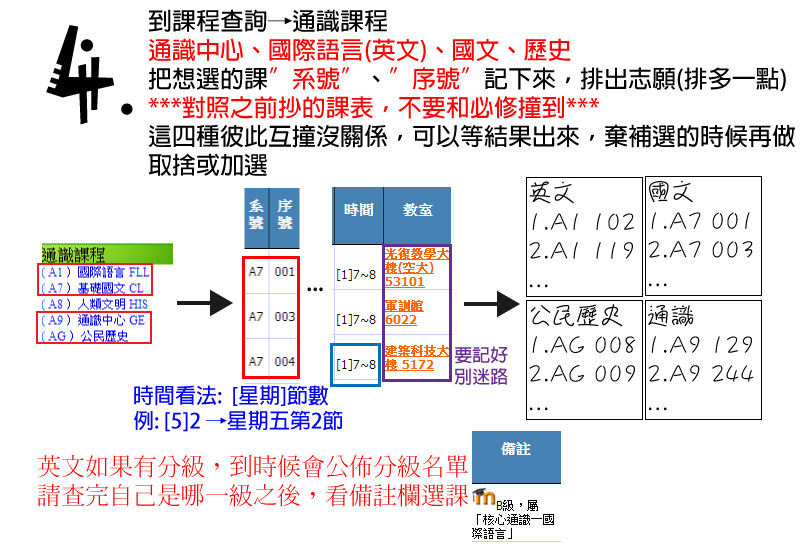 4.
到課程查詢→通識課程
通識中心、國際語言(英文)、國文、歷史
把想選的課”系號”、”序號”記下來，排出志願(排多一點)
***對照之前抄的課表，不要和必修撞到***
這四種彼此互撞沒關係，可以等結果出來，棄補選的時候再做
取捨或加選
通識課程
(A1) 國際語言 FLL
(A7) 基礎國文 CL
(A8) 人類文明 HIS
(A9) 通識中心 GE
(AG) 公民歷史
系號 序號
A7 001
A7 003
A7 004
...
時間 教室
[1]7~8 光復教學大樓(空大) 53101
[1]7~8 軍訓館 6022
[1]7~8 建築科技大樓 5172
要記好
別迷路
時間看法: [星期]節數
例: [5]2 →星期五第2節
英文
1.A1 102
2.A1 119
...
國文
1.A7 001
2.A7 003
...
公民歷史
1.AG 008
2.AG 009
...
通識
1.A9 129
2.A9 244
...
英文如果有分級，到時候會公佈分級名單
請查完自己是哪一級之後，看備註欄選課
備註
B級，屬
「核心通識—國
際語言」